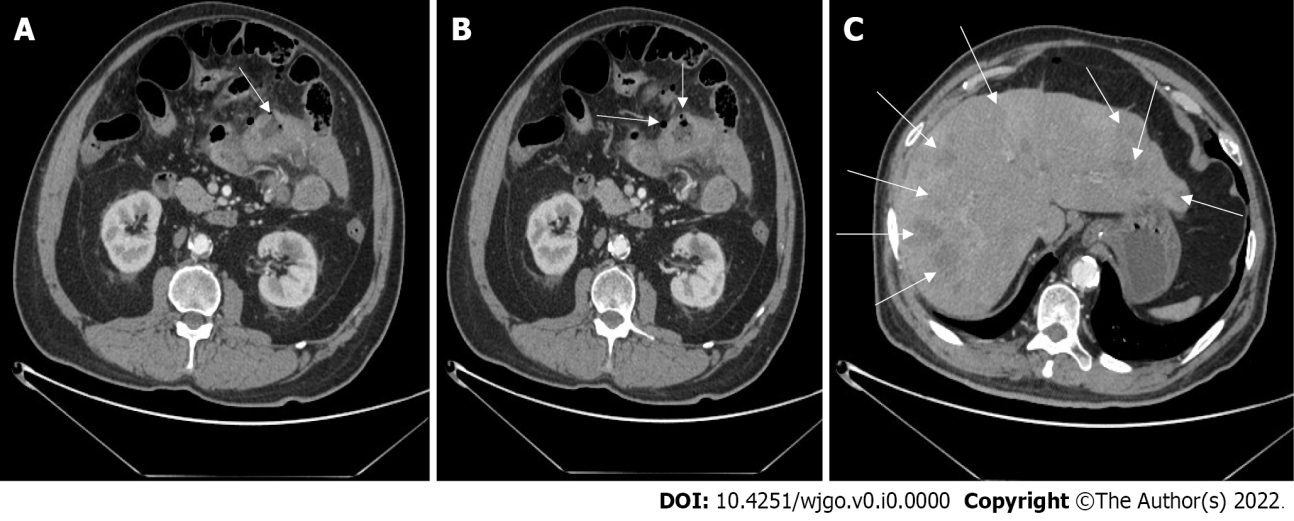 A
B
C
DOI: 10.4251/wjgo.v0.i0.0000 Copyright ©The Author(s) 2022.